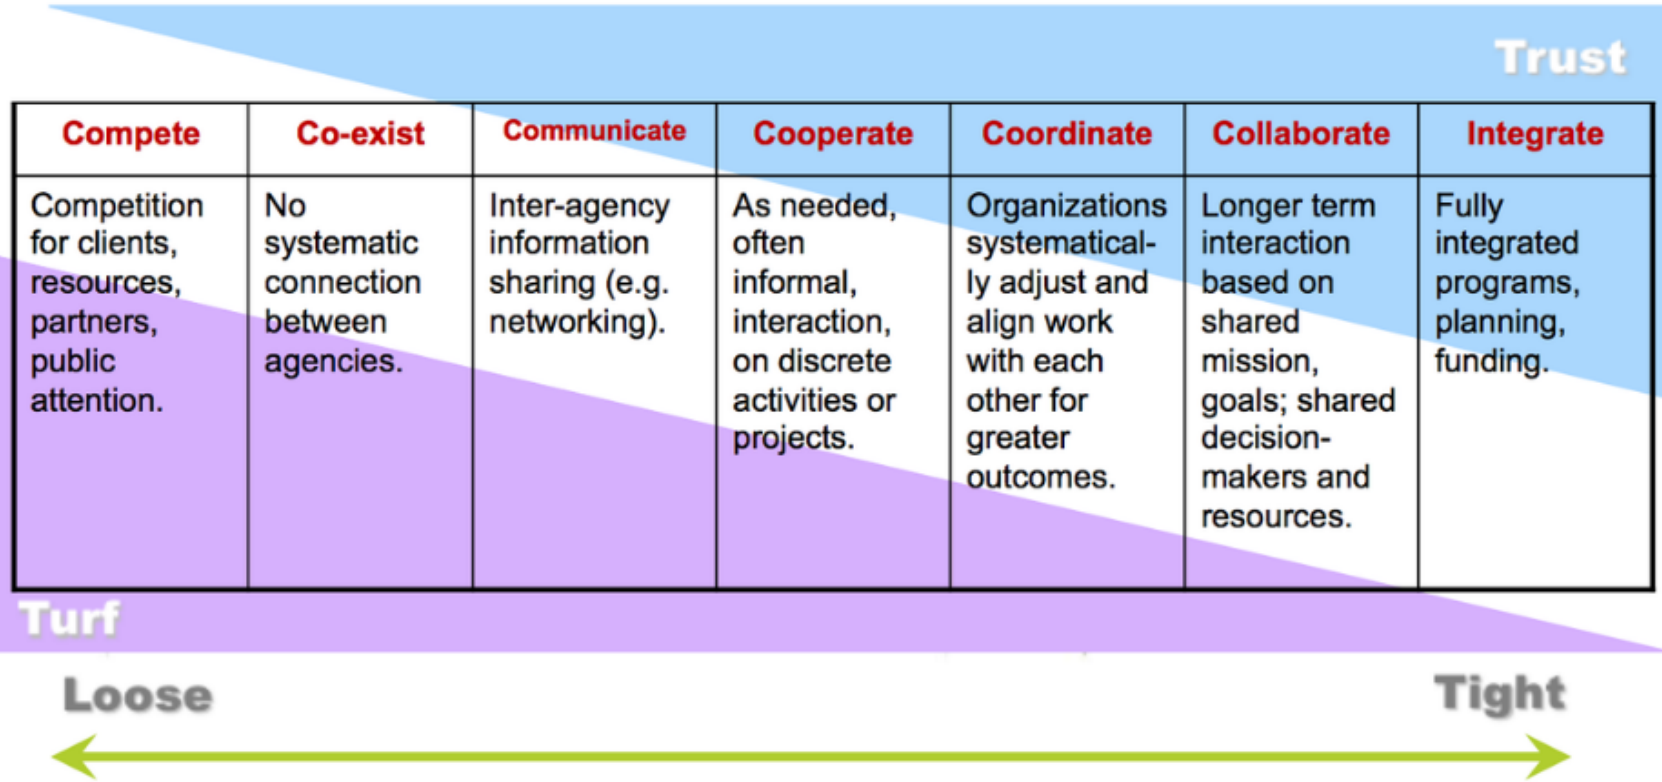 Trust
Compete
Co-exist
Communicate
Cooperate
Coordinate
Collaborate
Integrate
Competition
for clients,
resources,
partners,
public
attention.
No
systematic
connection
between
agencies.
Inter-agency
information
sharing (e.g.
networking).
As needed,
often
informal,
interaction,
on discrete
activities or
projects.
Organizations
systematical-
ly adjust and
align work
with each
other for
greater
outcomes.
Longer term
interaction
based on
shared
mission,
goals; shared
decision-
makers and
resources.
Fully
integrated
programs,
planning,
funding.
Turf
Loose
Tight